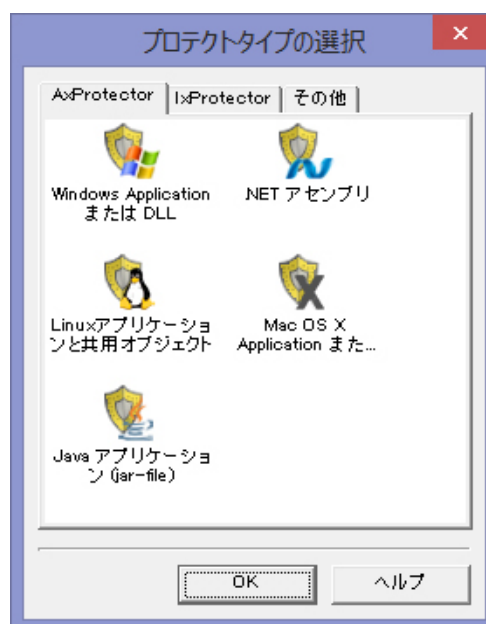 プロテクトタイプの選択
AxProtector
IxProtector
その他
Windows Application
または DLL
.NET アセンブリ
Linuxアプリケーショ
ンと共用オブジェクト
Mac OS X
Application また...
Java アプリケーショ
ン (jar-file)
OK
ヘルプ